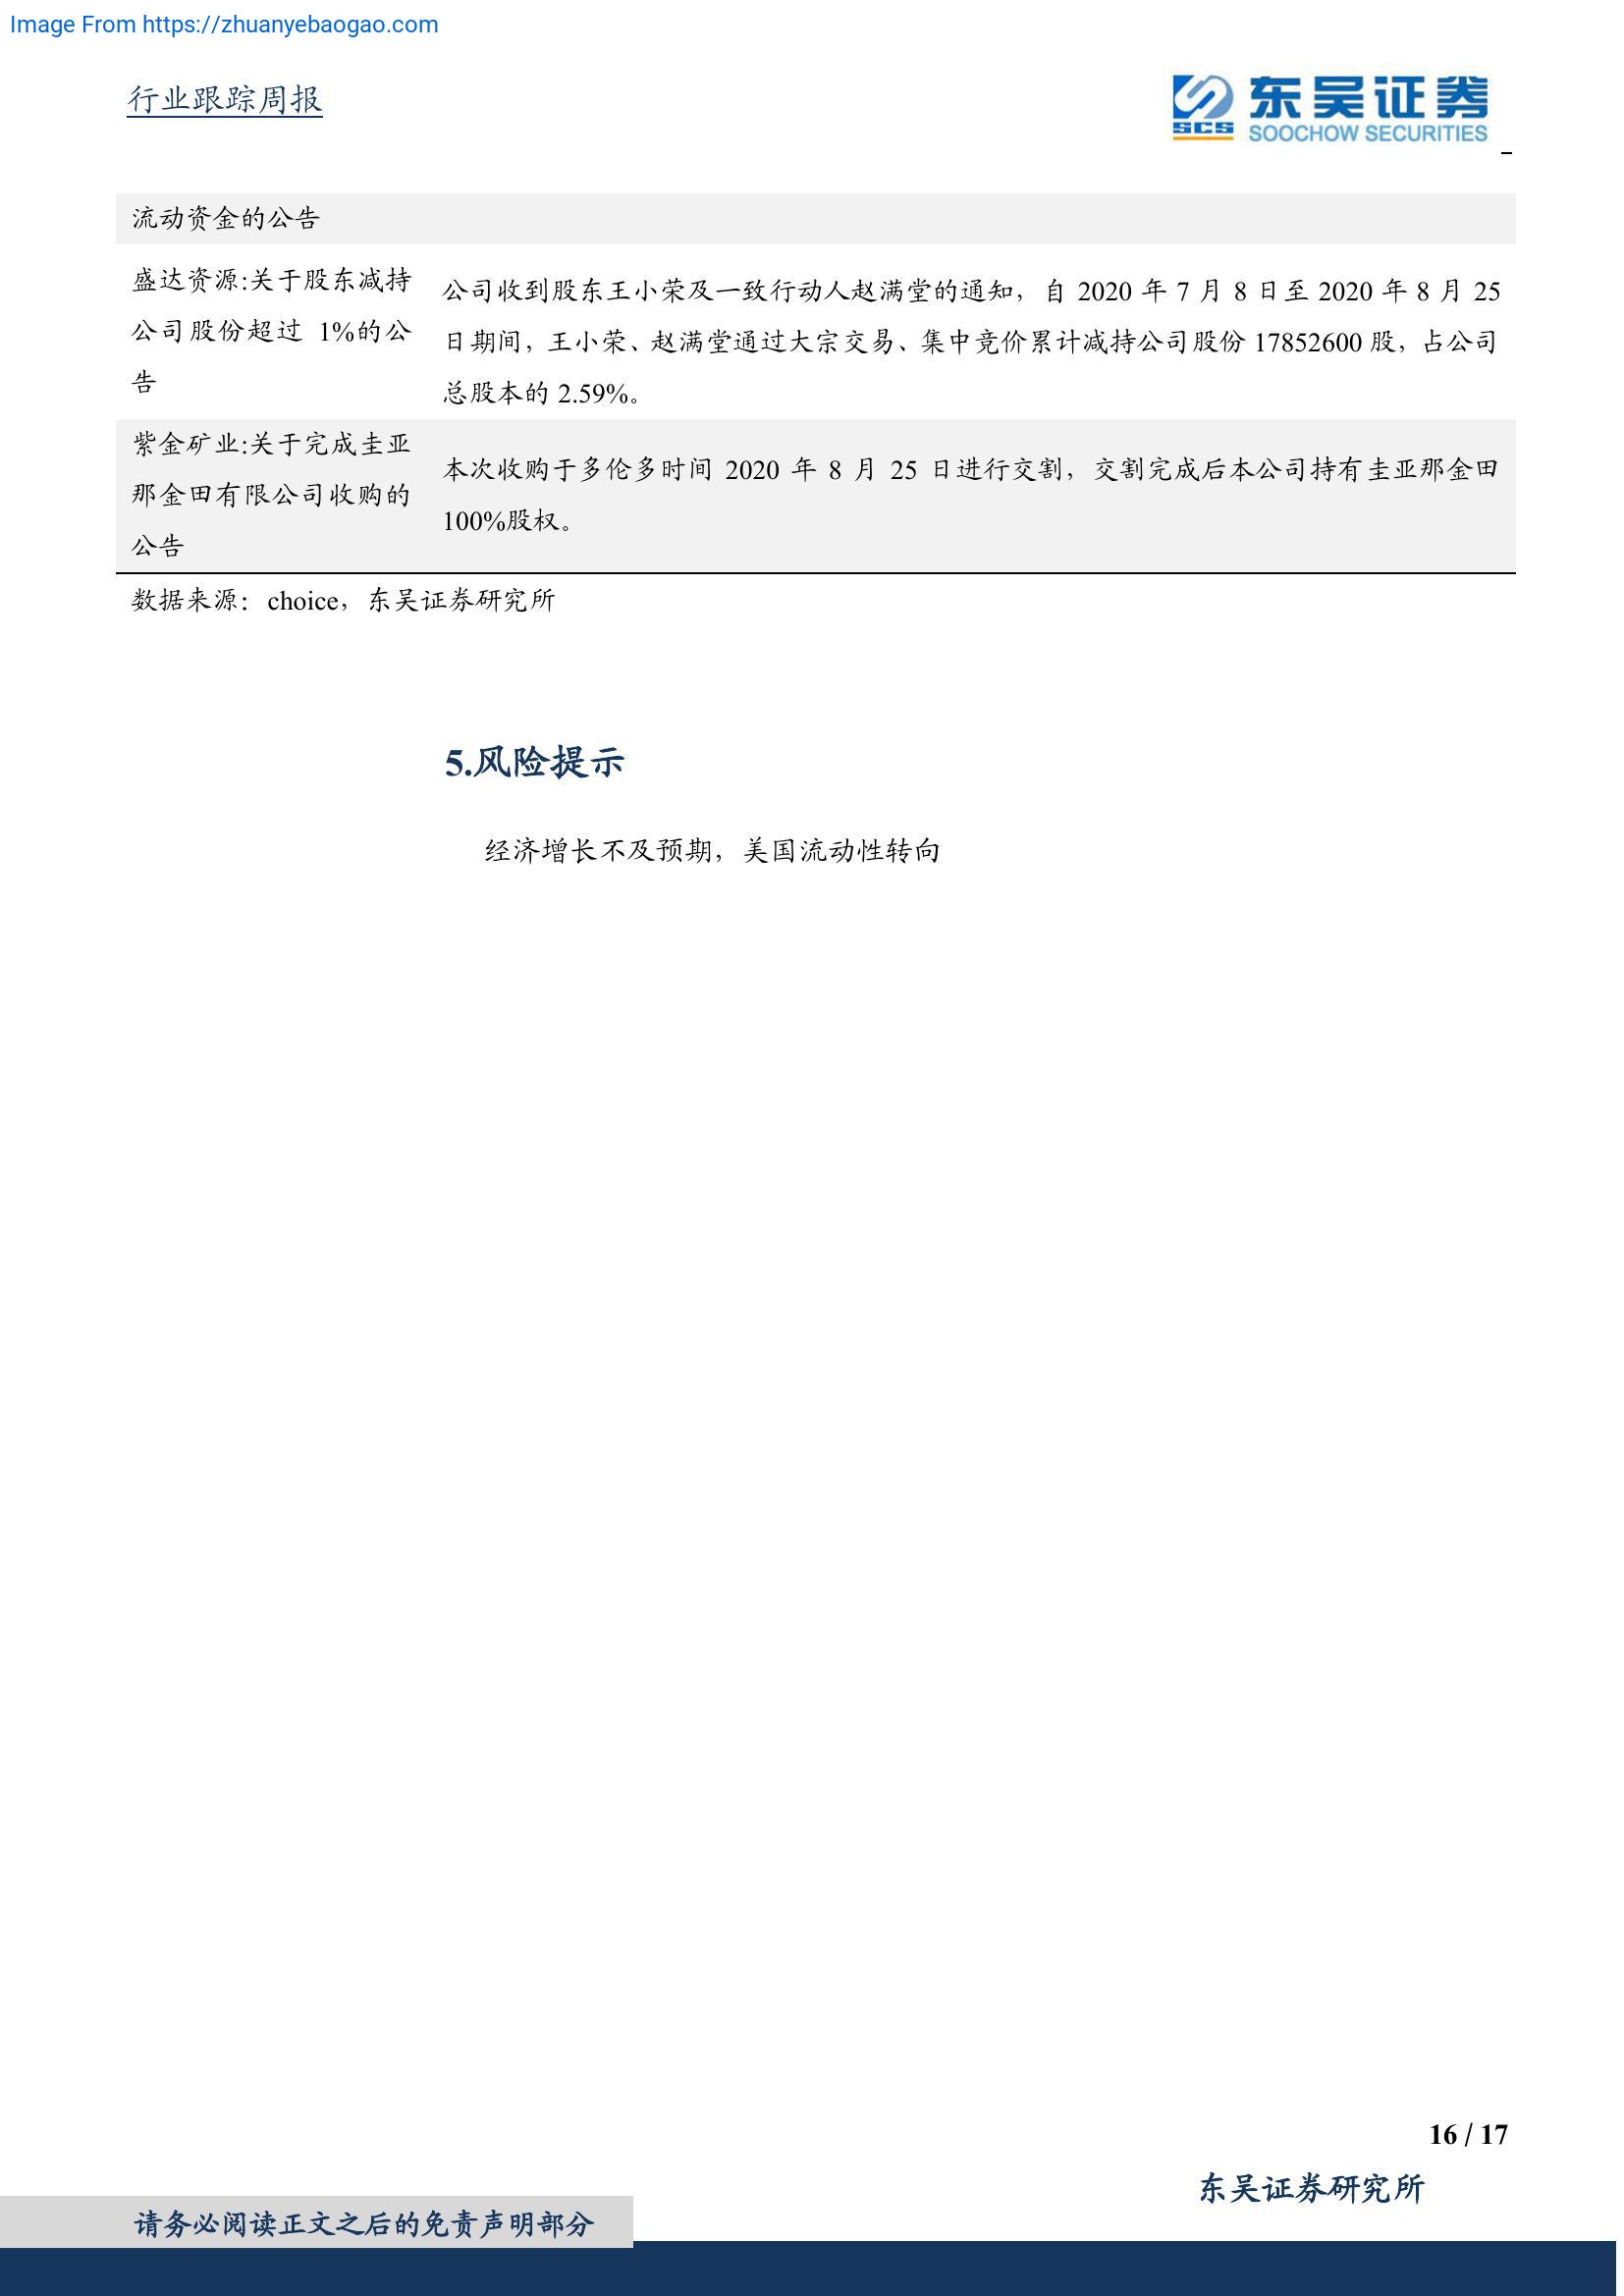 Image From https://zhuanyebaogao.com
行业跟踪周报
东吴证券
SCS
SOOCHOW SECURITIES
流动资金的公告
盛达资源:关于股东减持
公司股份超过 1%的公
告
公司收到股东王小荣及一致行动人赵满堂的通知，自 2020 年 7 月 8 日至 2020 年 8 月 25
日期间，王小荣、赵满堂通过大宗交易、集中竞价累计减持公司股份 17852600 股，占公司
总股本的 2.59%。
紫金矿业:关于完成圭亚
那金田有限公司收购的
公告
本次收购于多伦多时间 2020 年 8 月 25 日进行交割，交割完成后本公司持有圭亚那金田
100%股权。
数据来源：choice，东吴证券研究所
5.风险提示
经济增长不及预期，美国流动性转向
16 / 17
东吴证券研究所
请务必阅读正文之后的免责声明部分